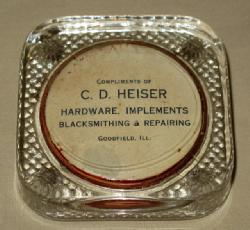 COMPLIMENTS OF
C. D. HEISER
HARDWARE, IMPLEMENTS
BLACKSMITHING & REPAIRING
GOODFIELD, ILL.